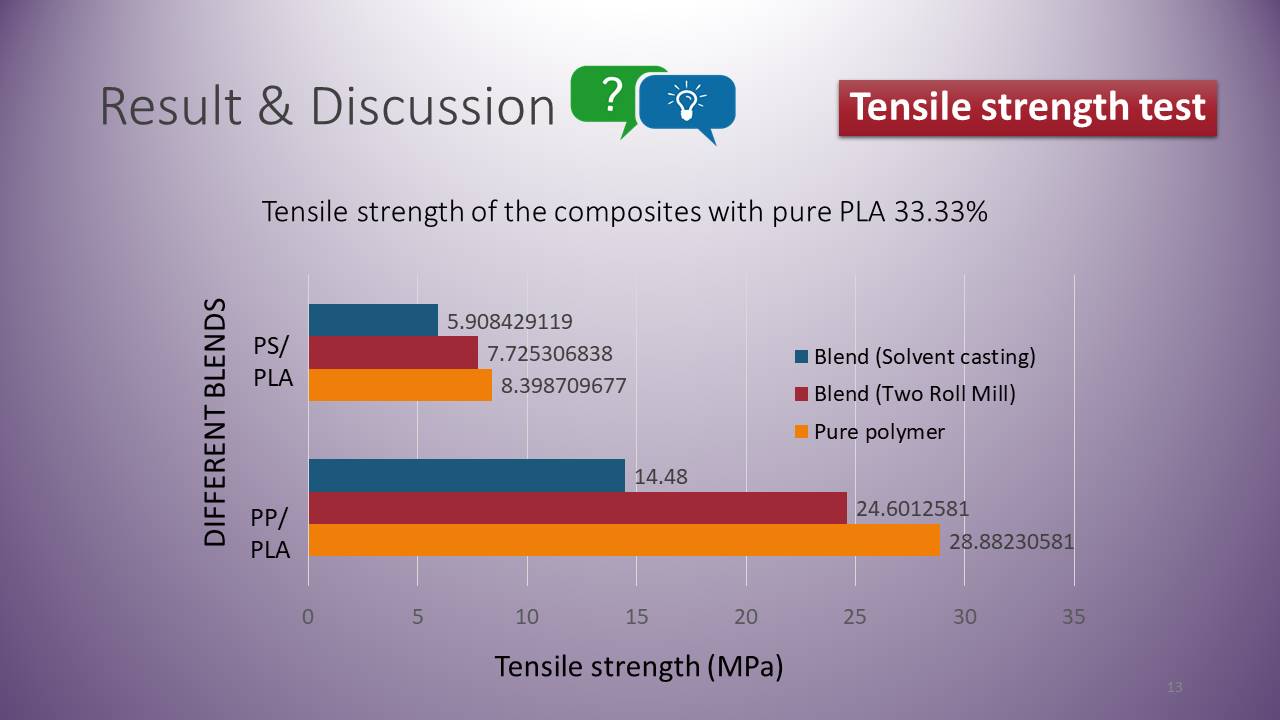 Result & Discussion
?
Tensile strength test
Tensile strength of the composites with pure PLA 33.33%
DIFFERENT BLENDS
PS/
PLA
5.908429119
7.725306838
8.398709677
Blend (Solvent casting)
Blend (Two Roll Mill)
Pure polymer
PP/
PLA
14.48
24.6012581
28.88230581
0 5 10 15 20 25 30 35
Tensile strength (MPa)
13